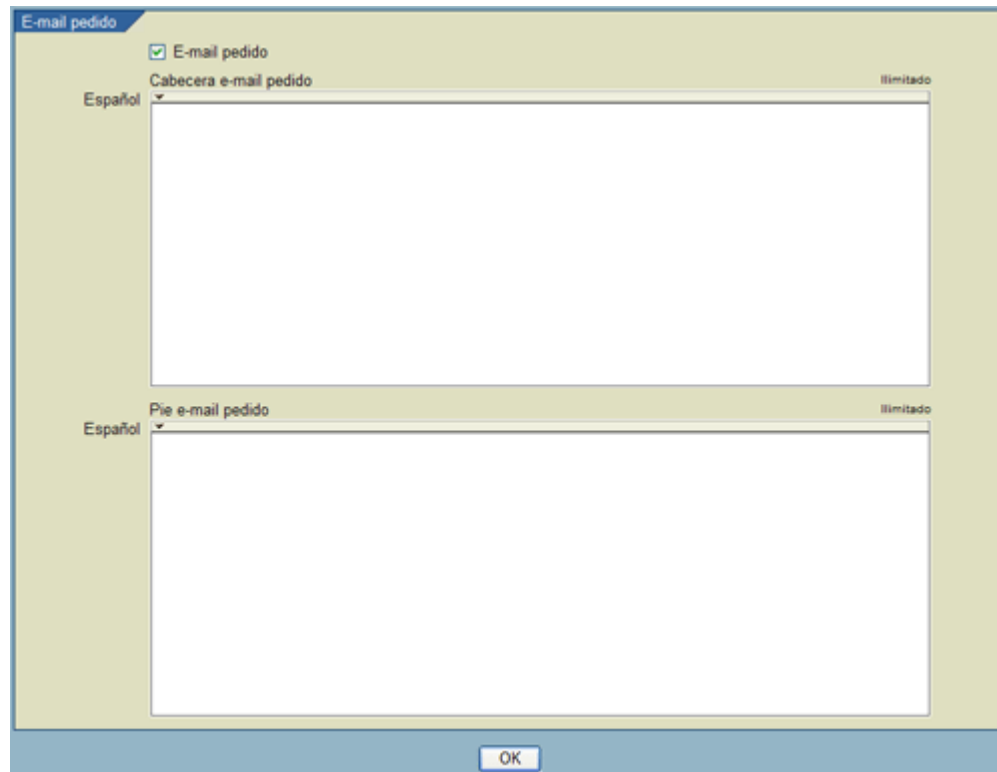 E-mail pedido
E-mail pedido
Cabecera e-mail pedido Ilimitado
Español
Pie e-mail pedido Ilimitado
Español
OK